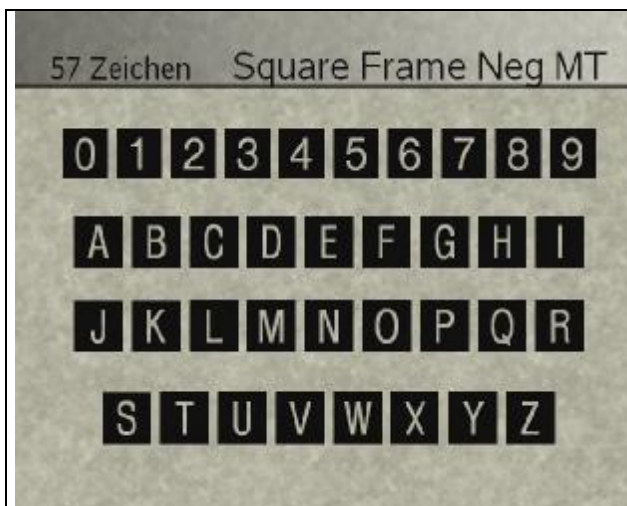 57 Zeichen Square Frame Neg MT
0 1 2 3 4 5 6 7 8 9
A B C D E F G H I
J K L M N O P Q R
S T U V W X Y Z